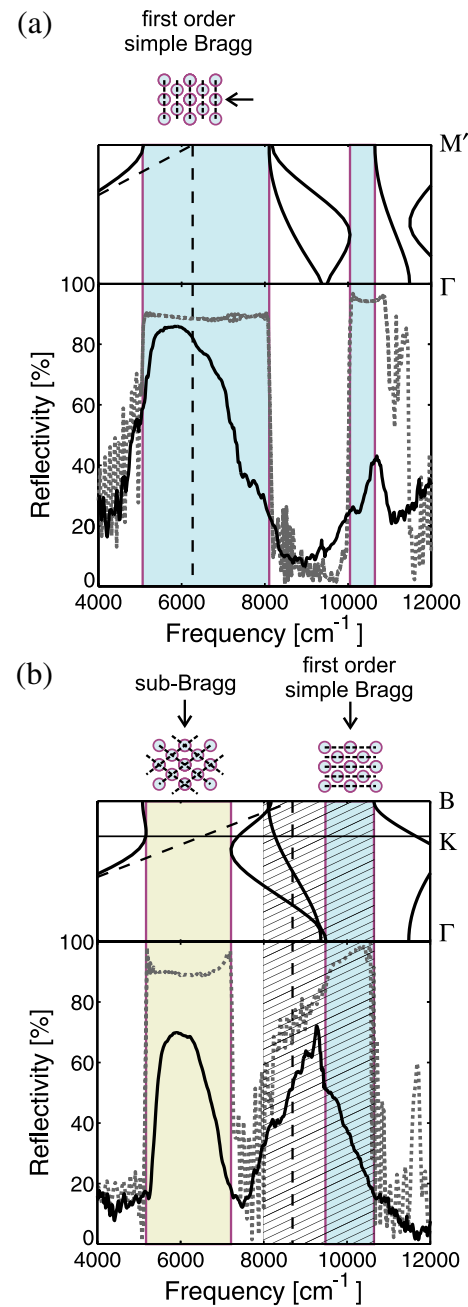 (a)
first order
simple Bragg
M′
Γ
100
80
60
40
20
0
Reflectivity [%]
4000 6000 8000 10000 12000
Frequency [cm⁻¹]
(b)
sub-Bragg
first order
simple Bragg
B
K
Γ
100
80
60
40
20
0
Reflectivity [%]
4000 6000 8000 10000 12000
Frequency [cm⁻¹]